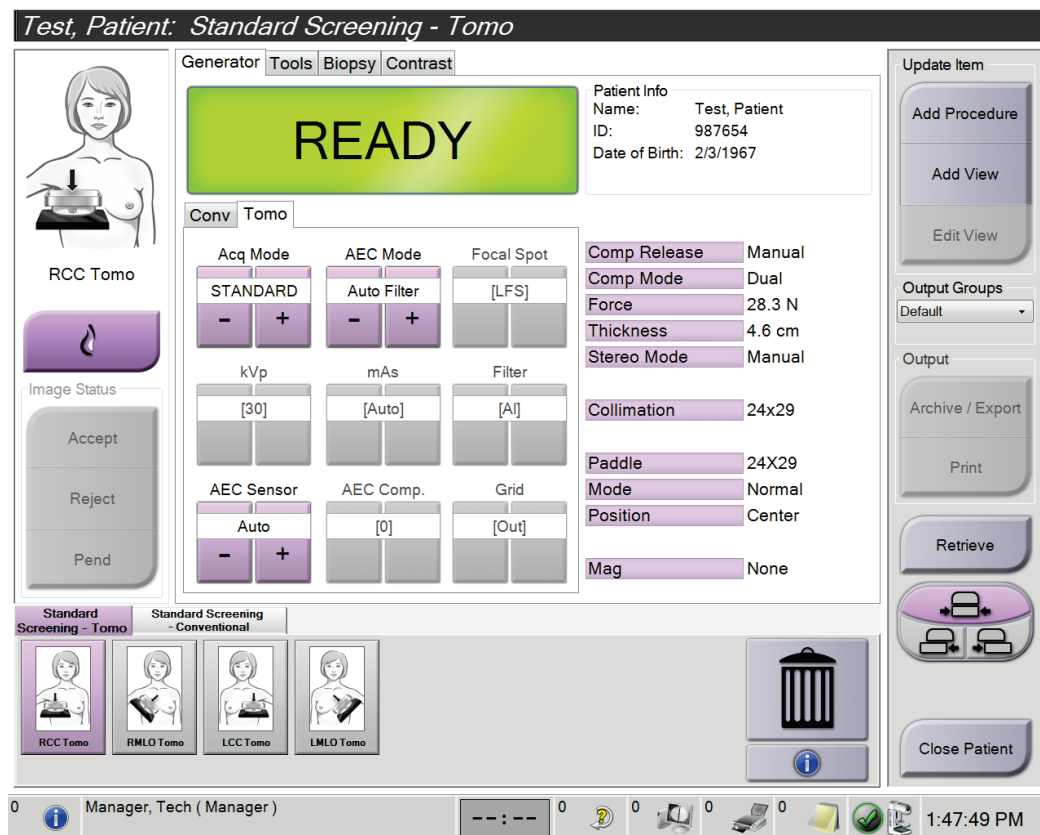 Test, Patient: Standard Screening - Tomo
RCC Tomo
Image Status
Accept
Reject
Pend
Generator Tools Biopsy Contrast
READY
Patient Info
Name: Test, Patient
ID: 987654
Date of Birth: 2/3/1967
Conv Tomo
Acq Mode AEC Mode Focal Spot
STANDARD Auto Filter [LFS]
- + - +
kVp mAs Filter
[30] [Auto] [Al]
AEC Sensor AEC Comp. Grid
Auto [0] [Out]
- +
Comp Release Manual
Comp Mode Dual
Force 28.3 N
Thickness 4.6 cm
Stereo Mode Manual
Collimation 24x29
Paddle 24X29
Mode Normal
Position Center
Mag None
Update Item
Add Procedure
Add View
Edit View
Output Groups
Default
Output
Archive / Export
Print
Retrieve
Close Patient
Standard
Screening - Tomo
Standard Screening
- Conventional
RCC Tomo RMLO Tomo LCC Tomo LMLO Tomo
0 Manager, Tech ( Manager ) --:-- 0 0 0 0 1:47:49 PM